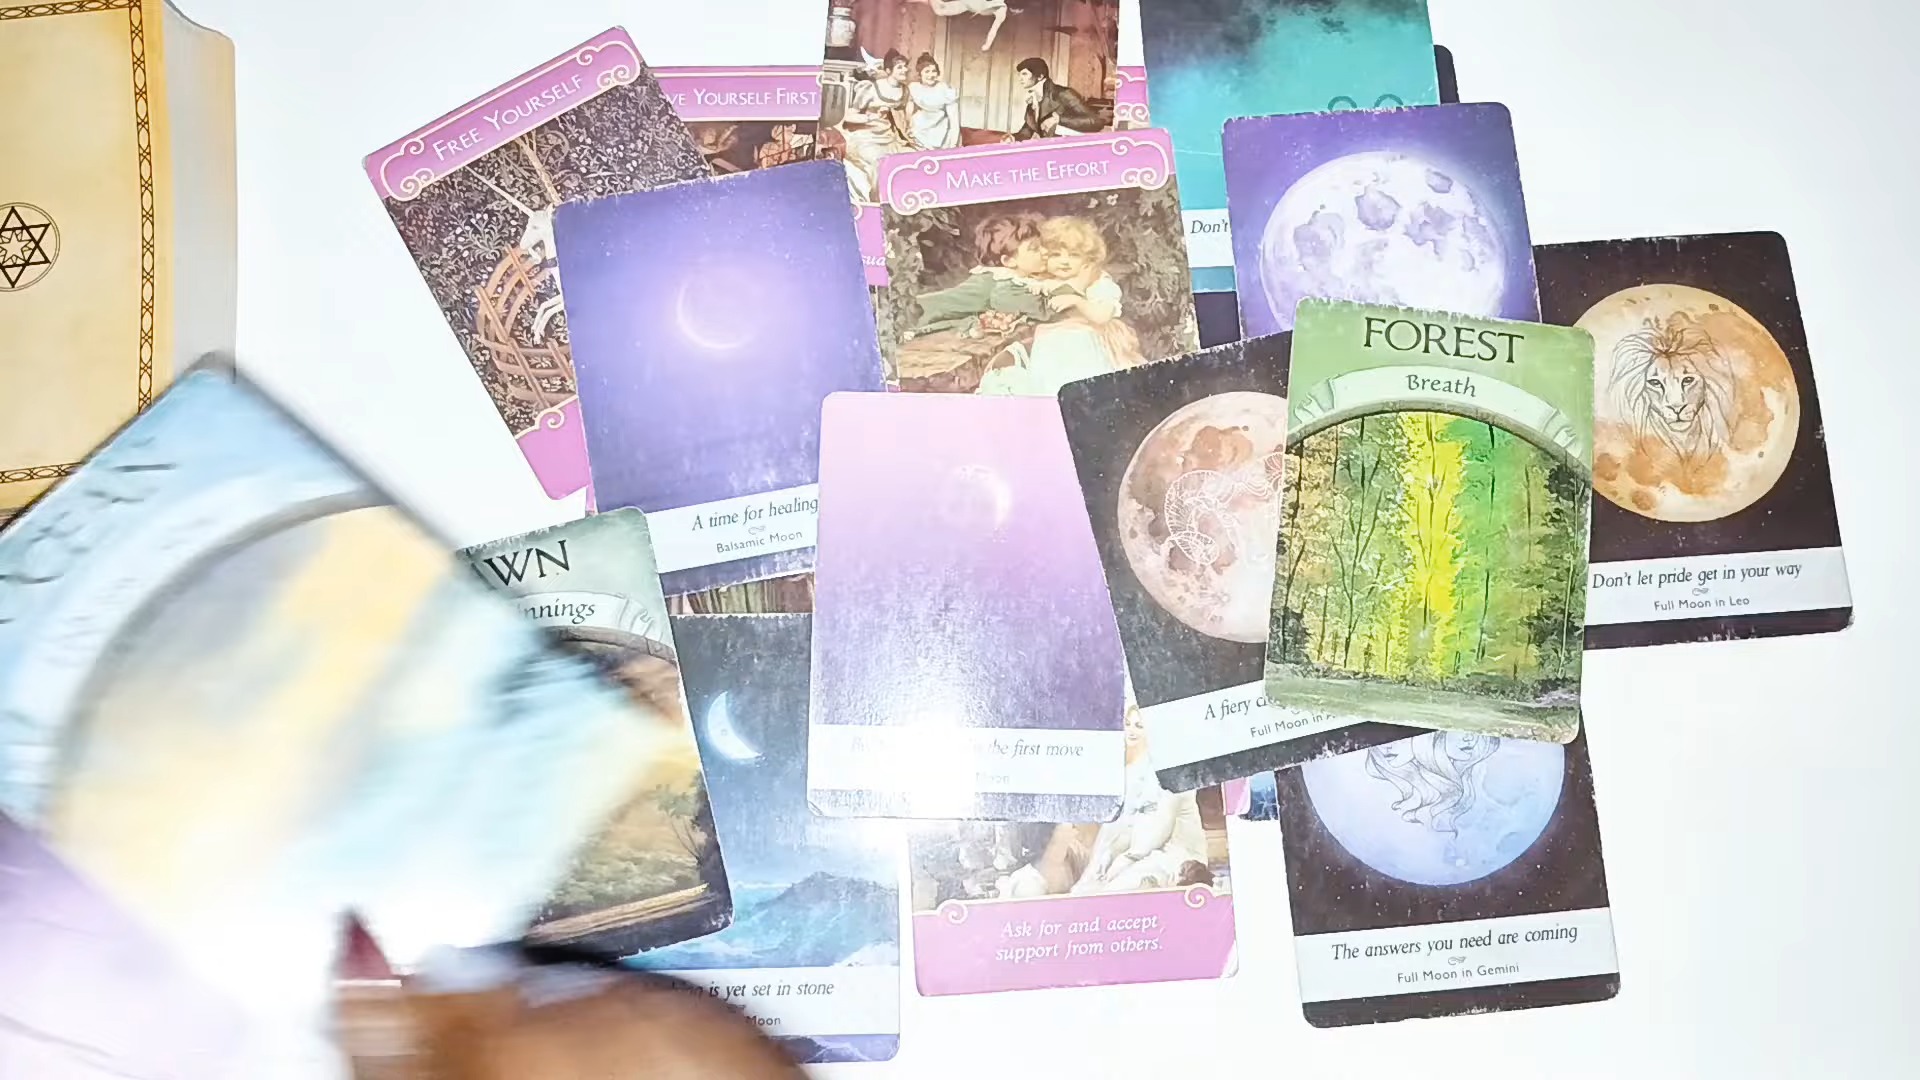 FREE YOURSELF
VE YOURSELF FIRST
MAKE THE EFFORT
Don't
FOREST
Breath
A time for healing
Balsamic Moon
WN
innings
the first move
Moon
A fiery
Full Moon in
Don't let pride get in your way
Full Moon in Leo
Ask for and accept
support from others.
The answers you need are coming
Full Moon in Gemini
is yet set in stone
Moon